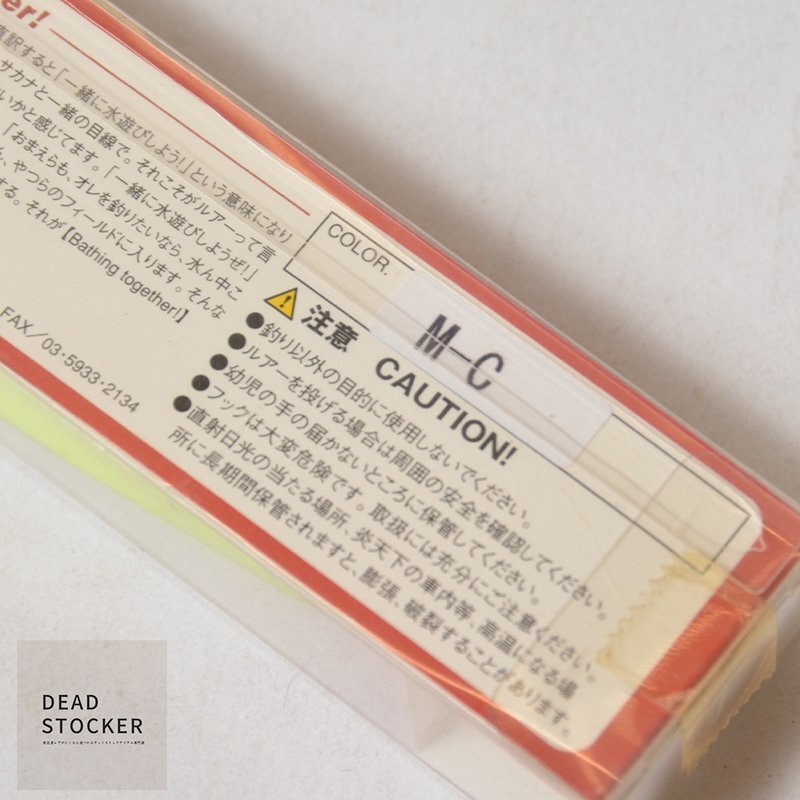 er!
直訳すると「一緒に水遊びしよう!」という意味になり
サカナと一緒の目線で。それこそがルアーって言
いかと感じてます。「一緒に水遊びしようぜ!」
「おまえらも、オレを釣りたいなら、水ん中こ
、やつらのフィールドに入ります。そんな
する。それが【Bathing together!】
FAX/03・5933・2134
COLOR.
M-C
注意 CAUTION!
●釣り以外の目的に使用しないでください。
●ルアーを投げる場合は周囲の安全を確認してください。
●幼児の手の届かないところに保管してください。
●フックは大変危険です。取扱には充分にご注意ください。
●直射日光の当たる場所、炎天下の車内等、高温になる場
所に長期間保管されますと、膨張、破裂することがあります。
DEAD
STOCKER